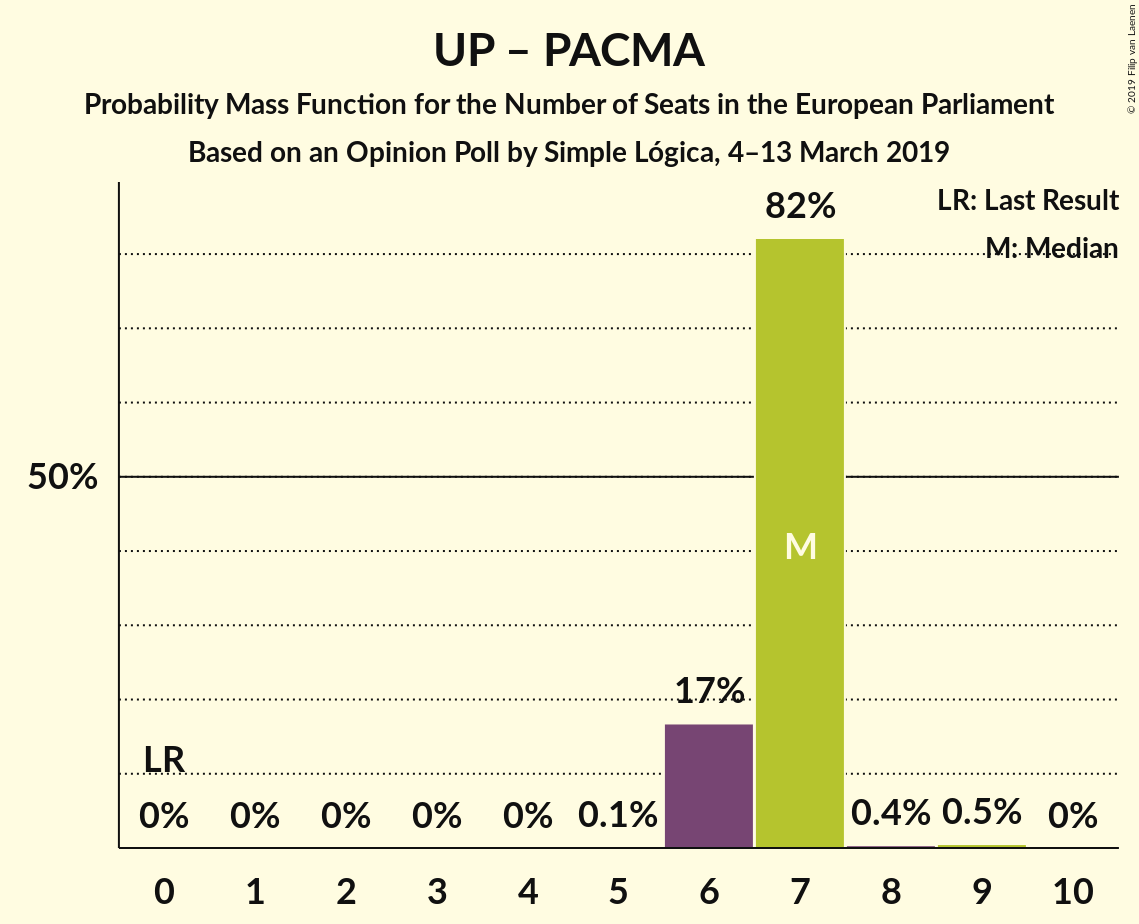 UP – PACMA
Probability Mass Function for the Number of Seats in the European Parliament
Based on an Opinion Poll by Simple Lógica, 4–13 March 2019
© 2019 Filip van Laenen
LR: Last Result
M: Median
82%
50%
M
17%
LR
0% 0% 0% 0% 0% 0.1% 0.4% 0.5% 0%
0 1 2 3 4 5 6 7 8 9 10